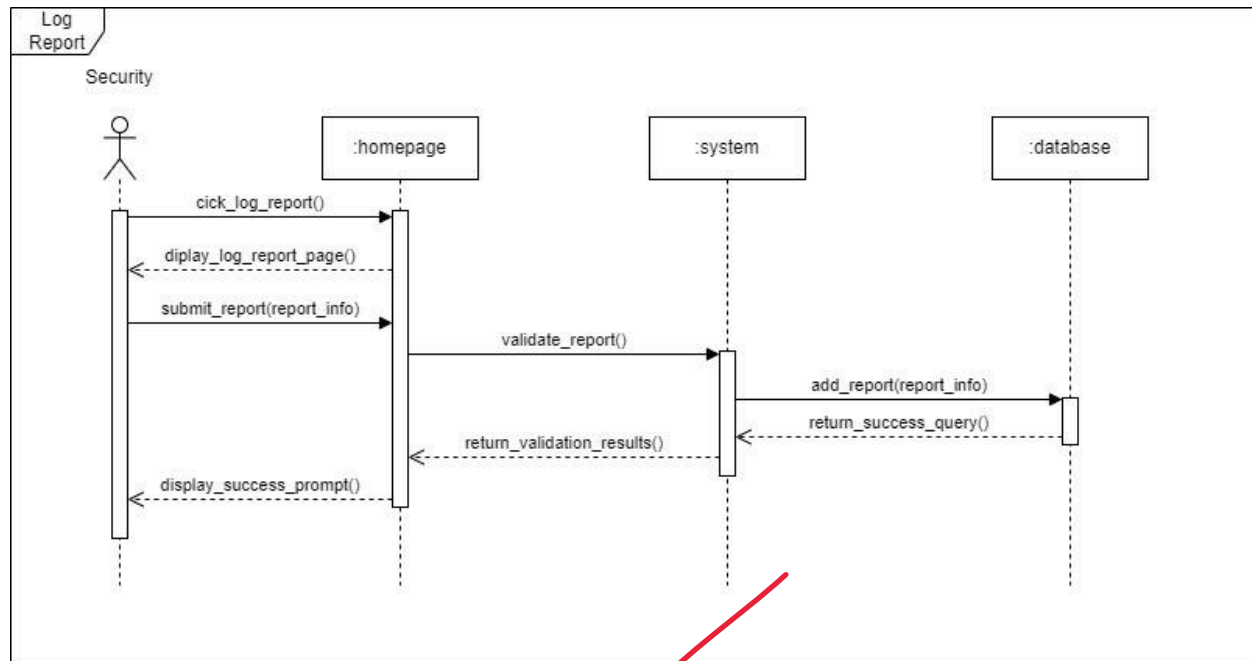 Log
Report
Security
:homepage
:system
:database
cick_log_report()
diplay_log_report_page()
submit_report(report_info)
validate_report()
add_report(report_info)
return_success_query()
return_validation_results()
display_success_prompt()